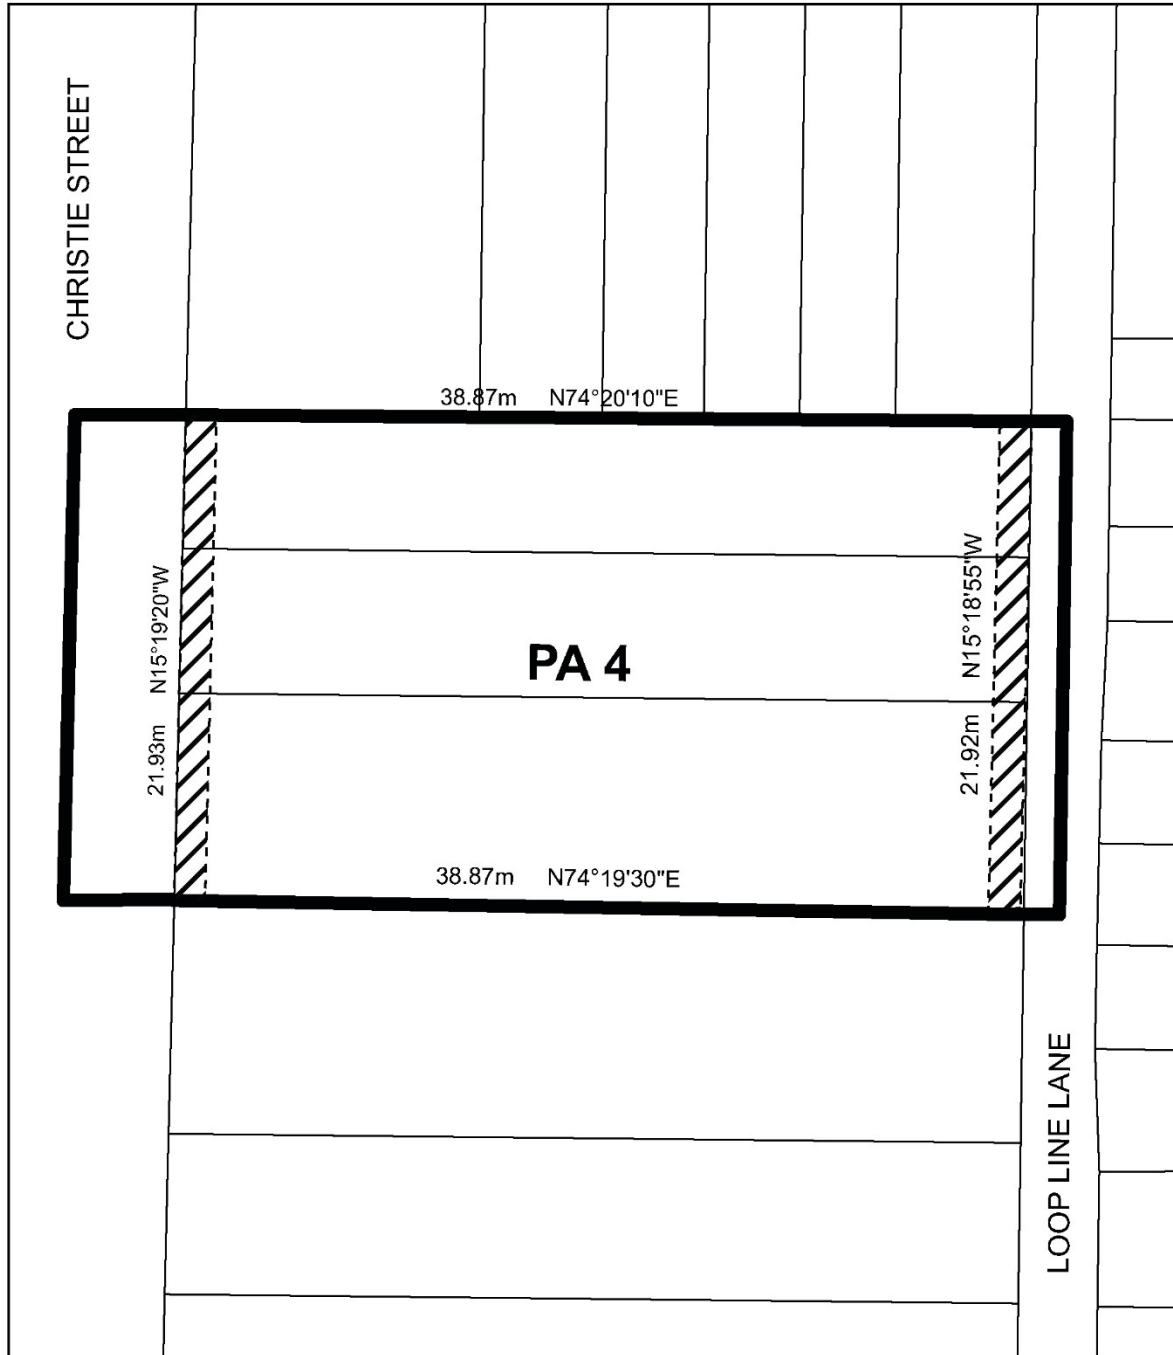 CHRISTIE STREET
38.87m N74°20'10"E
N15°19'20"W
21.93m
PA 4
N15°18'55"W
21.92m
38.87m N74°19'30"E
LOOP LINE LANE